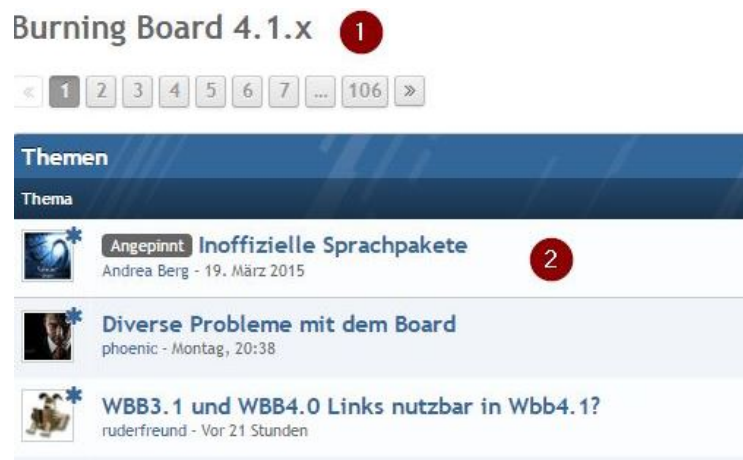 Burning Board 4.1.x 1
« 1 2 3 4 5 6 7 ... 106 »
Themen
Thema
Angepinnt Inoffizielle Sprachpakete 2
Andrea Berg - 19. März 2015
Diverse Probleme mit dem Board
phoenic - Montag, 20:38
WBB3.1 und WBB4.0 Links nutzbar in Wbb4.1?
ruderfreund - Vor 21 Stunden